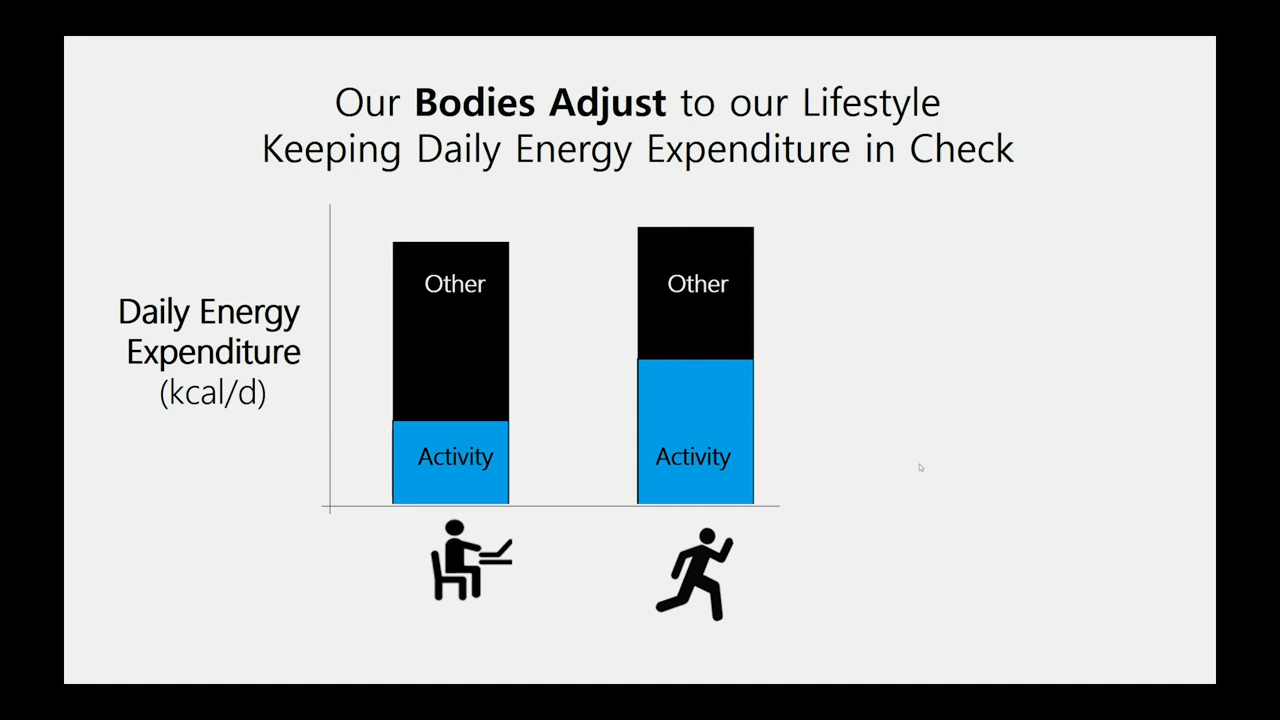 Our Bodies Adjust to our Lifestyle
Keeping Daily Energy Expenditure in Check
Daily Energy
Expenditure
(kcal/d)
Other
Activity
Other
Activity